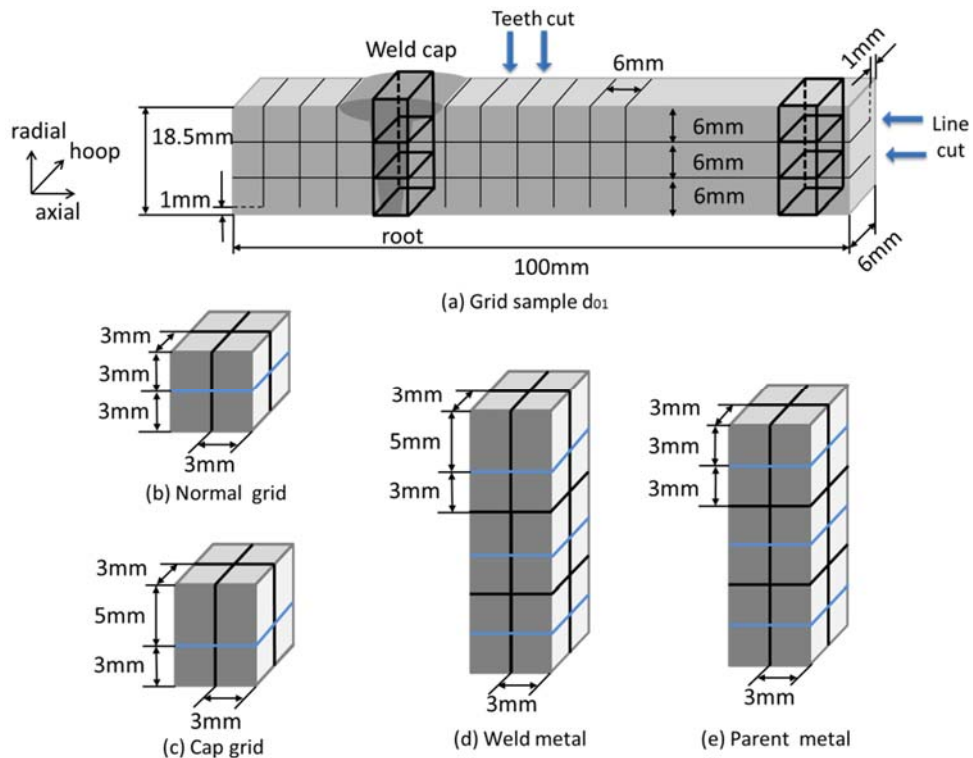 Teeth cut
Weld cap
6mm
1mm
radial
hoop
axial
18.5mm
1mm
6mm
6mm
6mm
Line
cut
root
100mm
6mm
(a) Grid sample d01
3mm
3mm
3mm
3mm
(b) Normal grid
3mm
5mm
3mm
3mm
(c) Cap grid
3mm
5mm
3mm
3mm
(d) Weld metal
3mm
3mm
3mm
3mm
(e) Parent metal